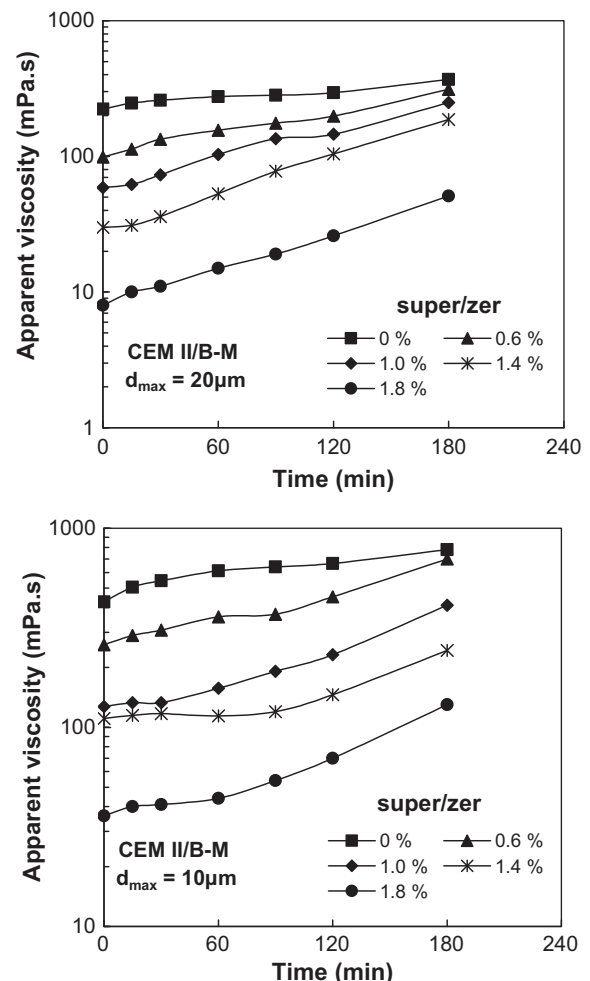 1000
100
10
1
Apparent viscosity (mPa.s)
super/zer
0 %
0.6 %
1.0 %
1.4 %
1.8 %
CEM II/B-M
dmax = 20μm
0
60
120
180
240
Time (min)
1000
100
10
Apparent viscosity (mPa.s)
super/zer
0 %
0.6 %
1.0 %
1.4 %
1.8 %
CEM II/B-M
dmax = 10μm
0
60
120
180
240
Time (min)